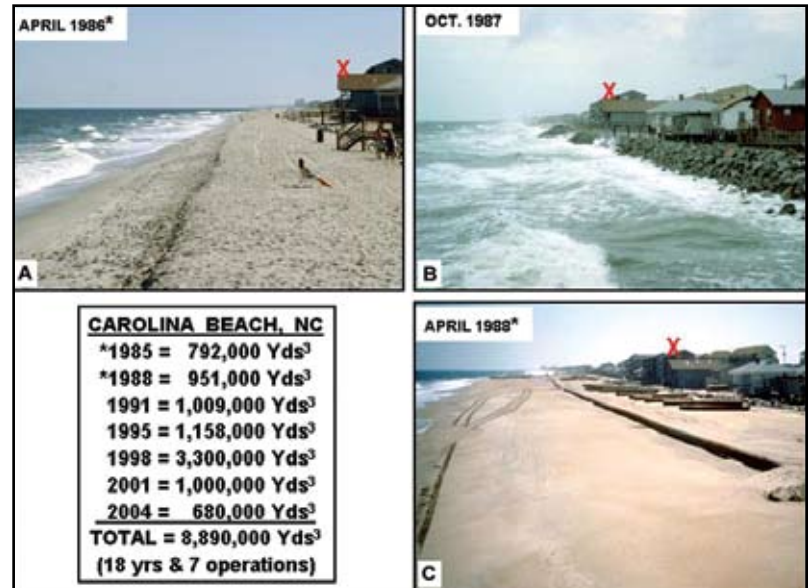 APRIL 1986*
X
A
OCT. 1987
X
B
CAROLINA BEACH, NC
*1985 = 792,000 Yds³
*1988 = 951,000 Yds³
1991 = 1,009,000 Yds³
1995 = 1,158,000 Yds³
1998 = 3,300,000 Yds³
2001 = 1,000,000 Yds³
2004 = 680,000 Yds³
TOTAL = 8,890,000 Yds³
(18 yrs & 7 operations)
APRIL 1988*
X
C